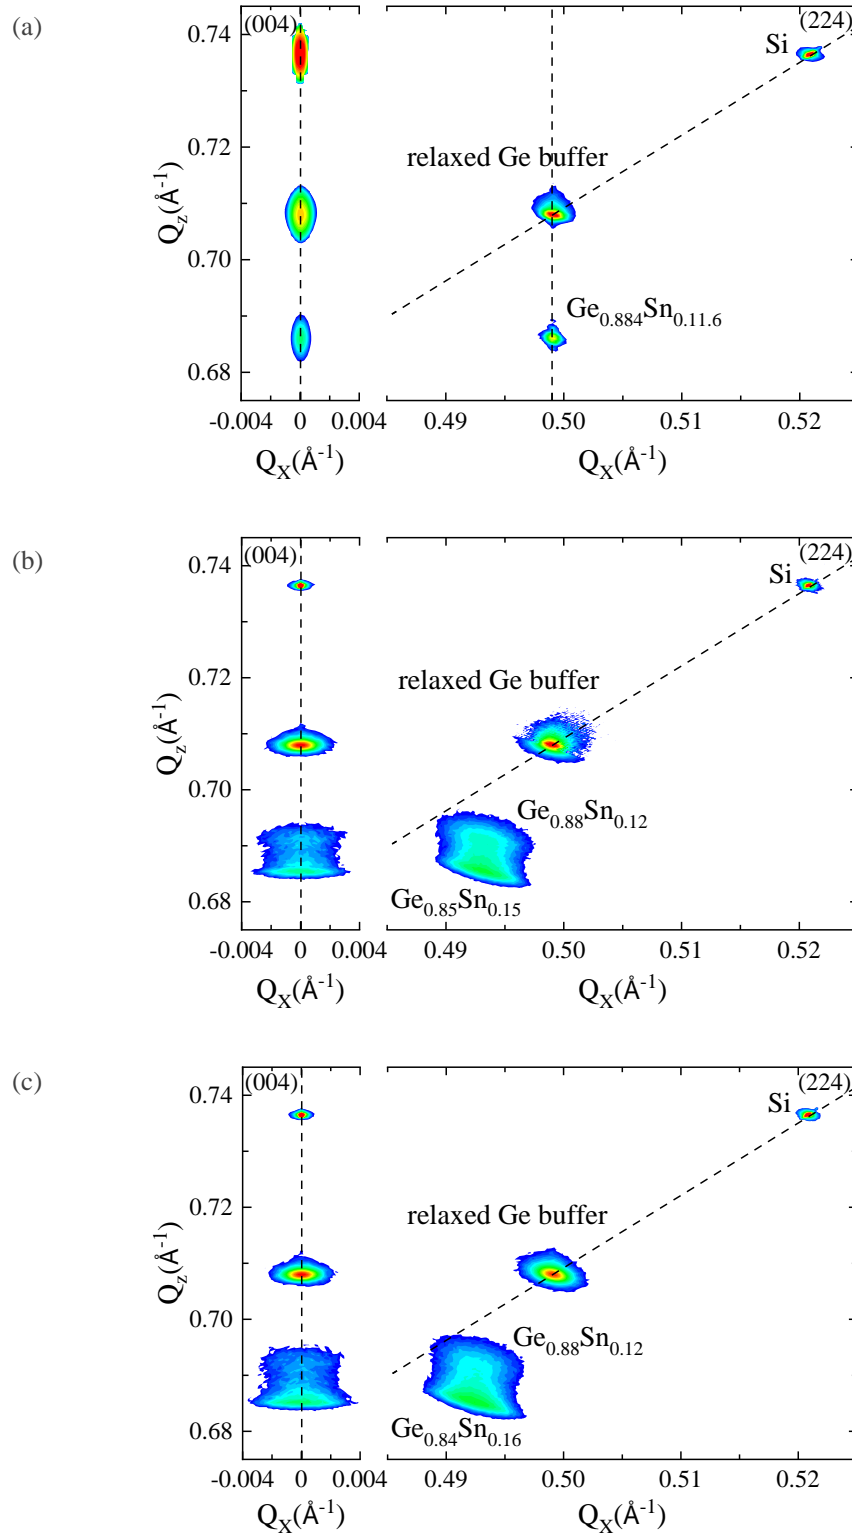 (a)
(004)
(224)
Si
relaxed Ge buffer
Ge0.884Sn0.11.6
0.74
0.72
0.70
0.68
Qz(Å-1)
-0.004 0 0.004 0.49 0.50 0.51 0.52
QX(Å-1) QX(Å-1)
(b)
(004)
(224)
Si
relaxed Ge buffer
Ge0.88Sn0.12
Ge0.85Sn0.15
0.74
0.72
0.70
0.68
Qz(Å-1)
-0.004 0 0.004 0.49 0.50 0.51 0.52
QX(Å-1) QX(Å-1)
(c)
(004)
(224)
Si
relaxed Ge buffer
Ge0.88Sn0.12
Ge0.84Sn0.16
0.74
0.72
0.70
0.68
Qz(Å-1)
-0.004 0 0.004 0.49 0.50 0.51 0.52
QX(Å-1) QX(Å-1)